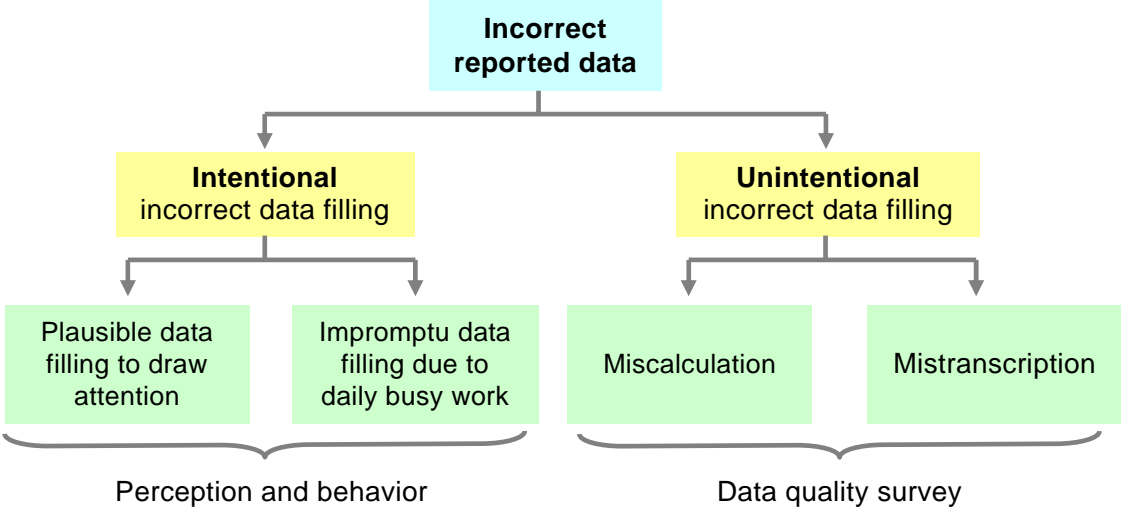 Incorrect
reported data
Intentional
incorrect data filling
Unintentional
incorrect data filling
Plausible data
filling to draw
attention
Impromptu data
filling due to
daily busy work
Miscalculation
Mistranscription
Perception and behavior
Data quality survey